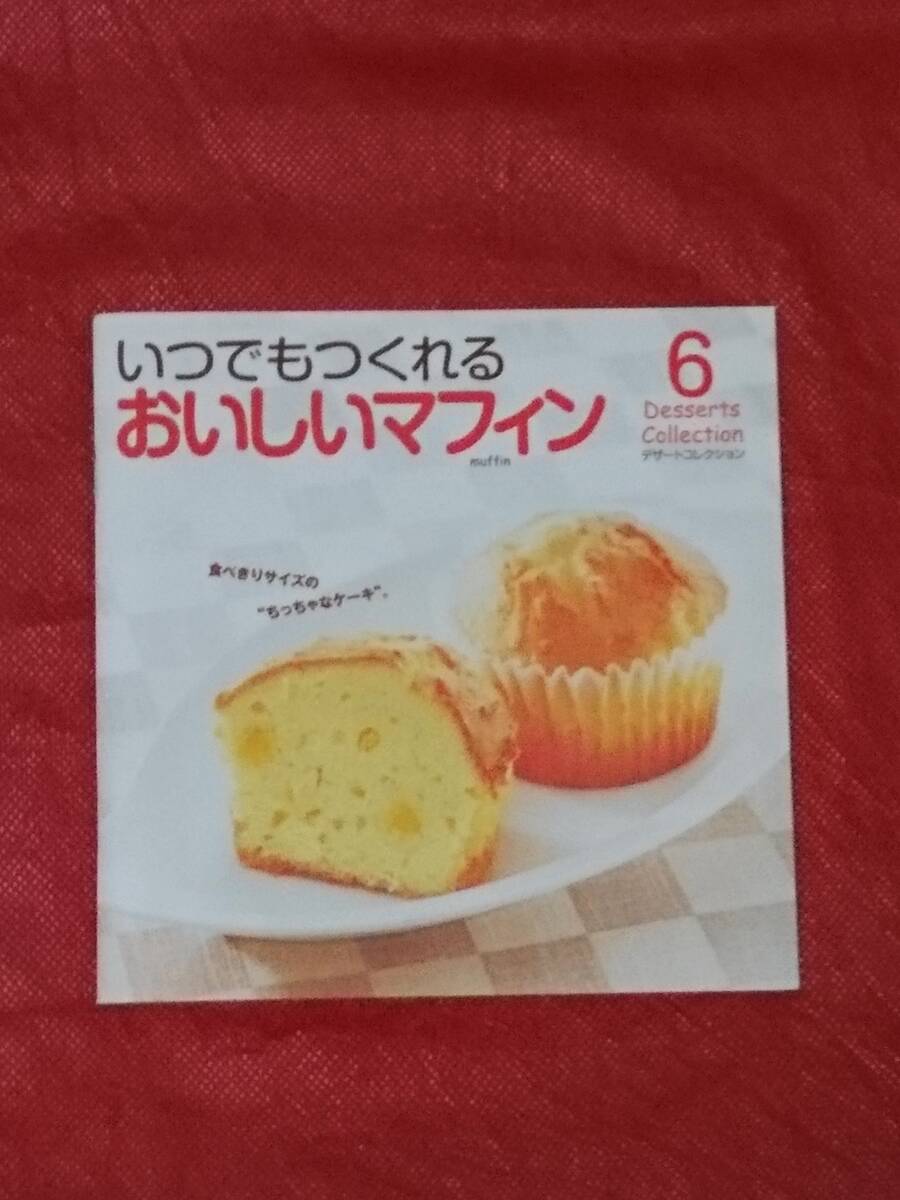 いつでもつくれる
おいしいマフィン
muffin
6
Desserts
Collection
デザートコレクション
食べきりサイズの
"ちっちゃなケーキ"。